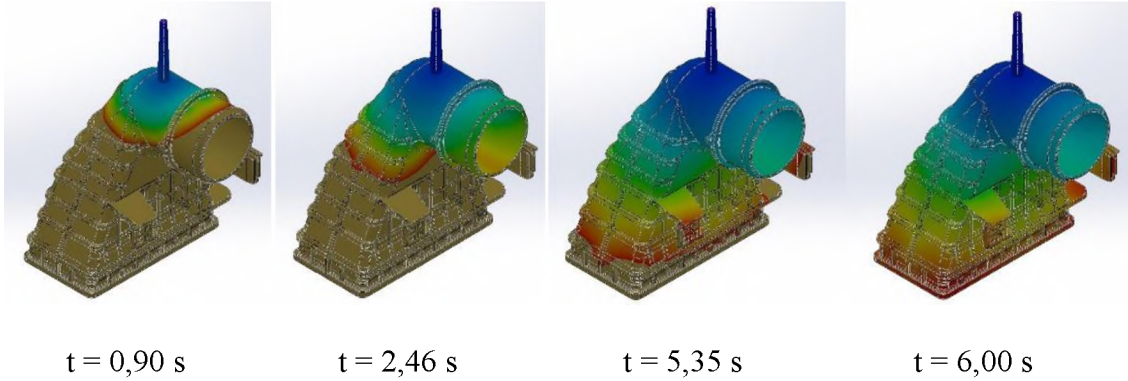 t = 0,90 s
t = 2,46 s
t = 5,35 s
t = 6,00 s